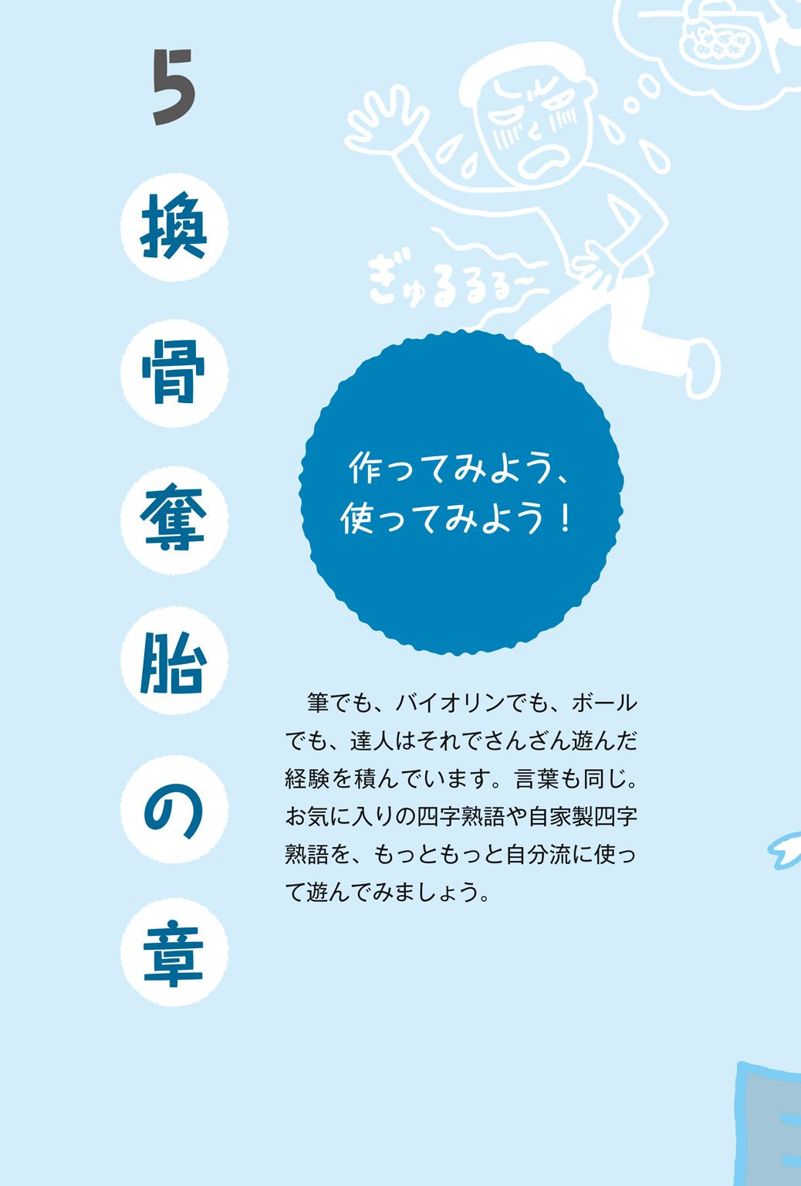 5
換骨奪胎の章
ぎゅるるる～
作ってみよう、
使ってみよう！
筆でも、バイオリンでも、ボール
でも、達人はそれでさんざん遊んだ
経験を積んでいます。言葉も同じ。
お気に入りの四字熟語や自家製四字
熟語を、もっともっと自分流に使っ
て遊んでみましょう。